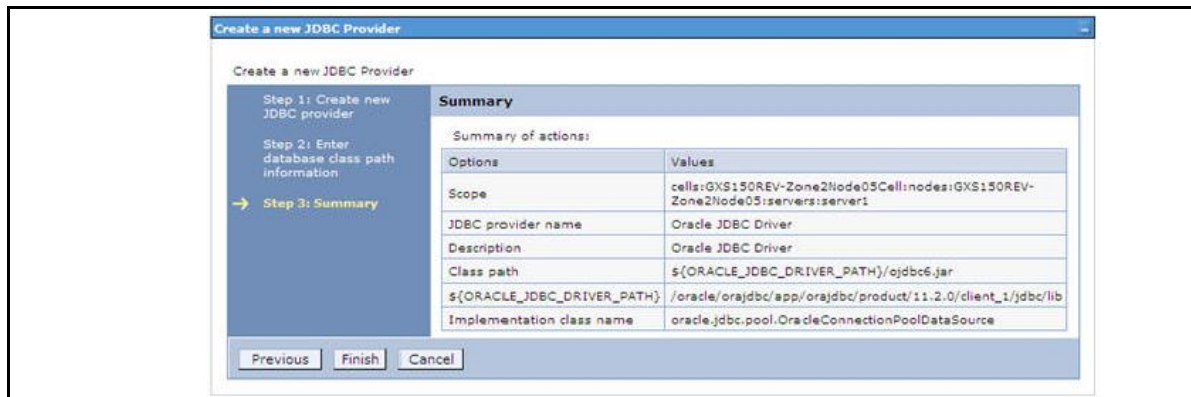 Create a new JDBC Provider
Create a new JDBC Provider
Step 1: Create new
JDBC provider
Step 2: Enter
database class path
information
Step 3: Summary
Summary
Summary of actions:
Options Values
Scope cells:GXS150REV-Zone2Node05Cell:nodes:GXS150REV-
Zone2Node05:servers:server1
JDBC provider name Oracle JDBC Driver
Description Oracle JDBC Driver
Class path ${ORACLE_JDBC_DRIVER_PATH}/ojdbc6.jar
${ORACLE_JDBC_DRIVER_PATH} /oracle/orajdbc/app/orajdbc/product/11.2.0/client_1/jdbc/lib
Implementation class name oracle.jdbc.pool.OracleConnectionPoolDataSource
Previous Finish Cancel